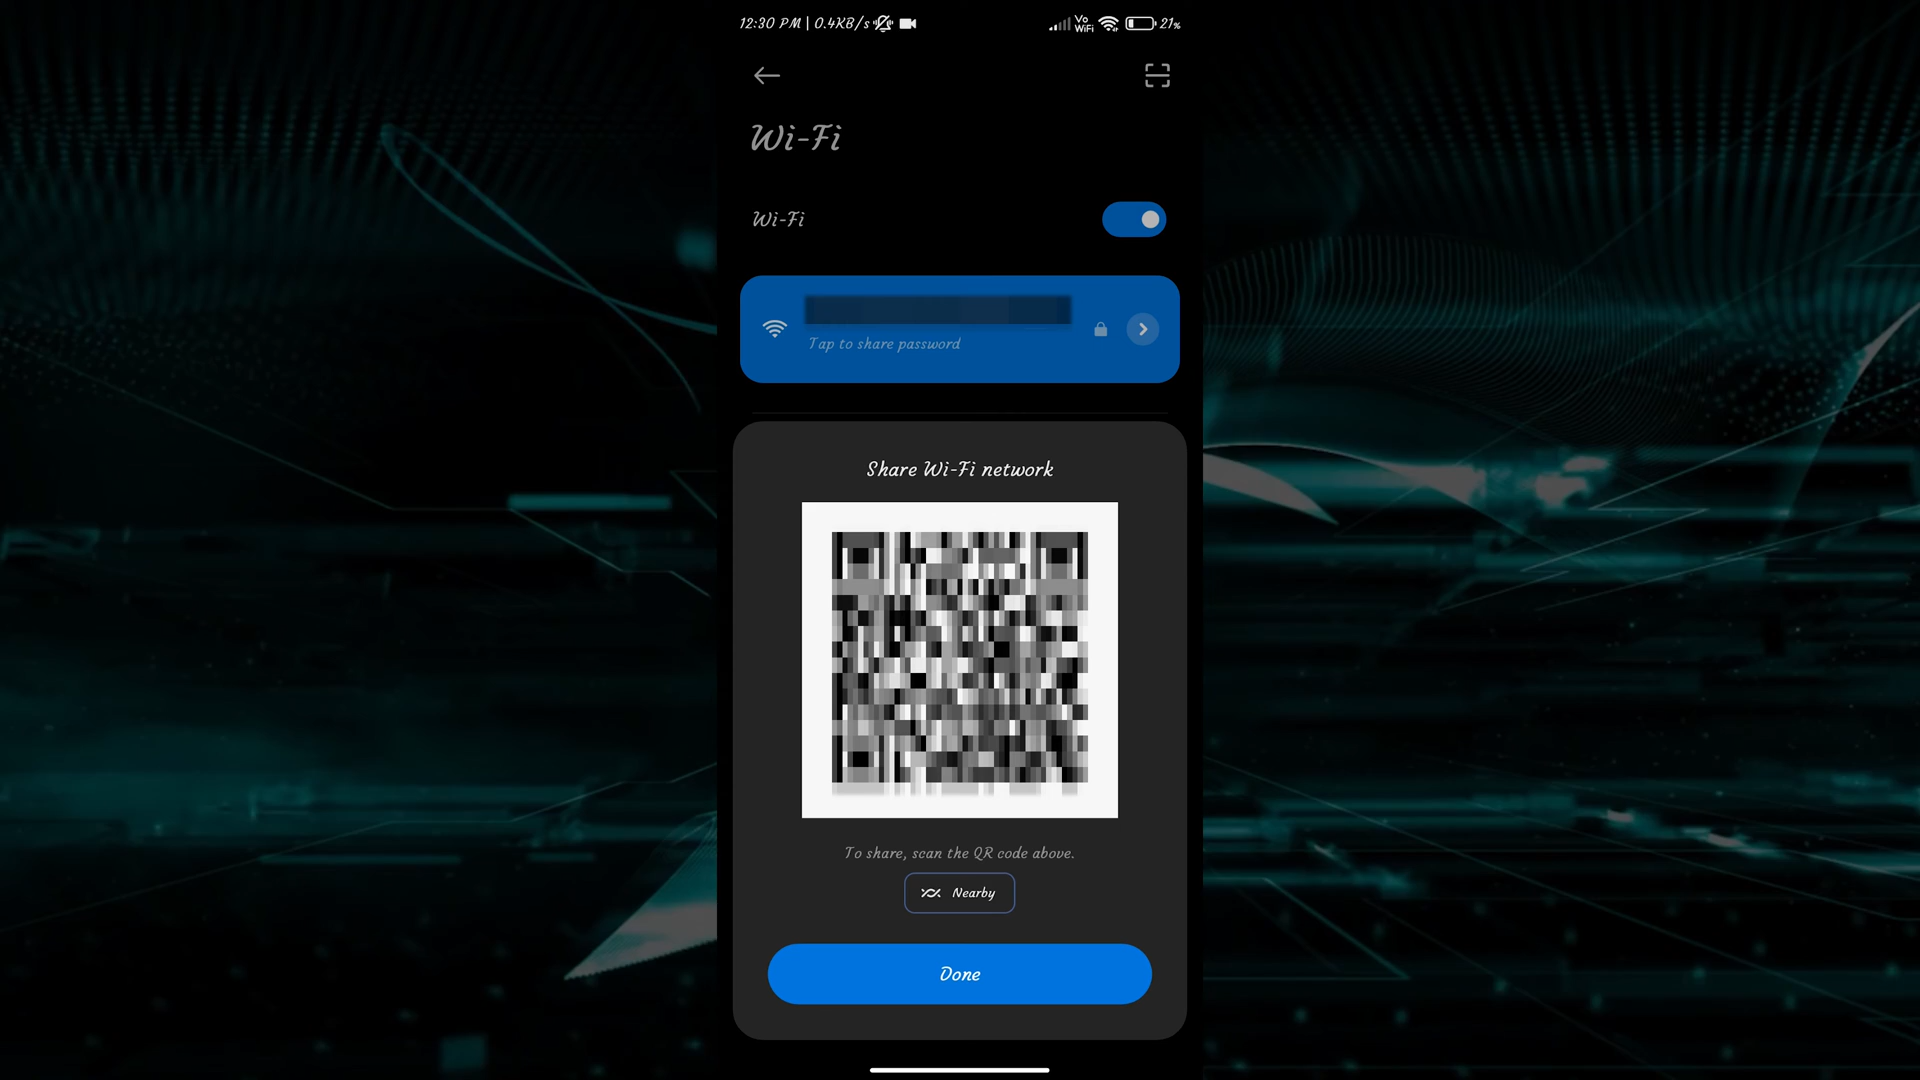 12:30 PM | 0.4KB/s
Vo
WiFi
21%
Wi-Fi
Wi-Fi
Tap to share password
Share Wi-Fi network
To share, scan the QR code above.
Nearby
Done